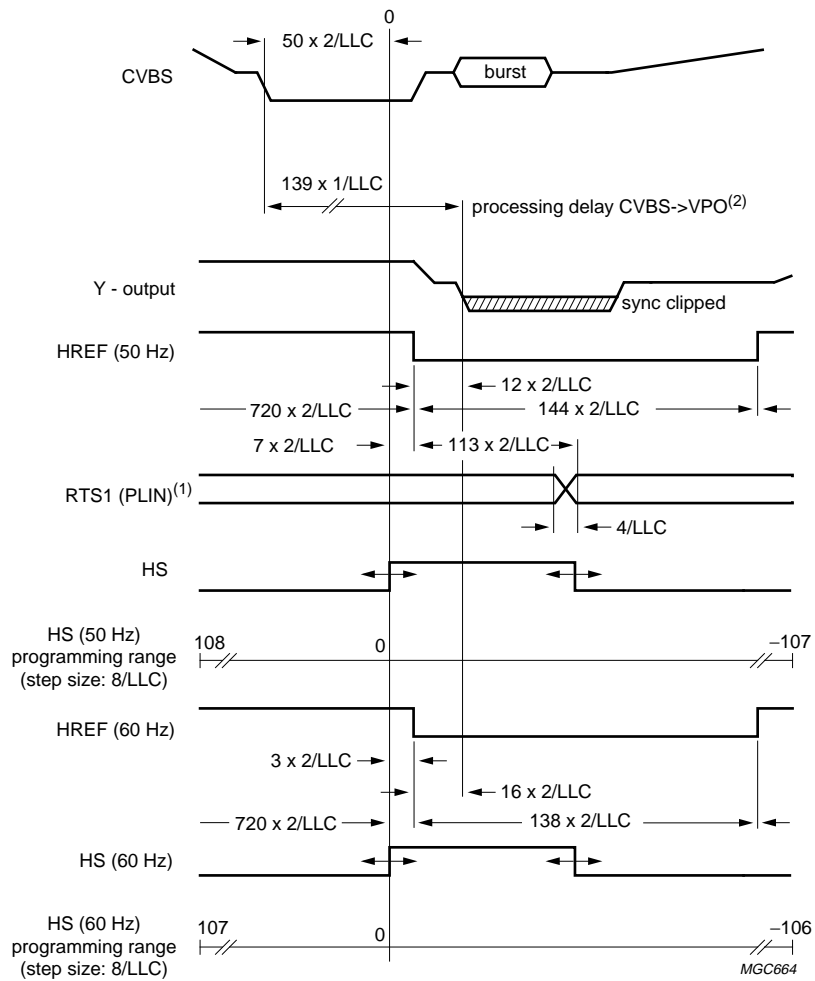 0
50 x 2/LLC
CVBS
burst
139 x 1/LLC
processing delay CVBS->VPO(2)
Y - output
sync clipped
HREF (50 Hz)
12 x 2/LLC
720 x 2/LLC
144 x 2/LLC
7 x 2/LLC
113 x 2/LLC
RTS1 (PLIN)(1)
4/LLC
HS
HS (50 Hz)
programming range
(step size: 8/LLC)
108
0
−107
HREF (60 Hz)
3 x 2/LLC
16 x 2/LLC
720 x 2/LLC
138 x 2/LLC
HS (60 Hz)
HS (60 Hz)
programming range
(step size: 8/LLC)
107
0
−106
MGC664